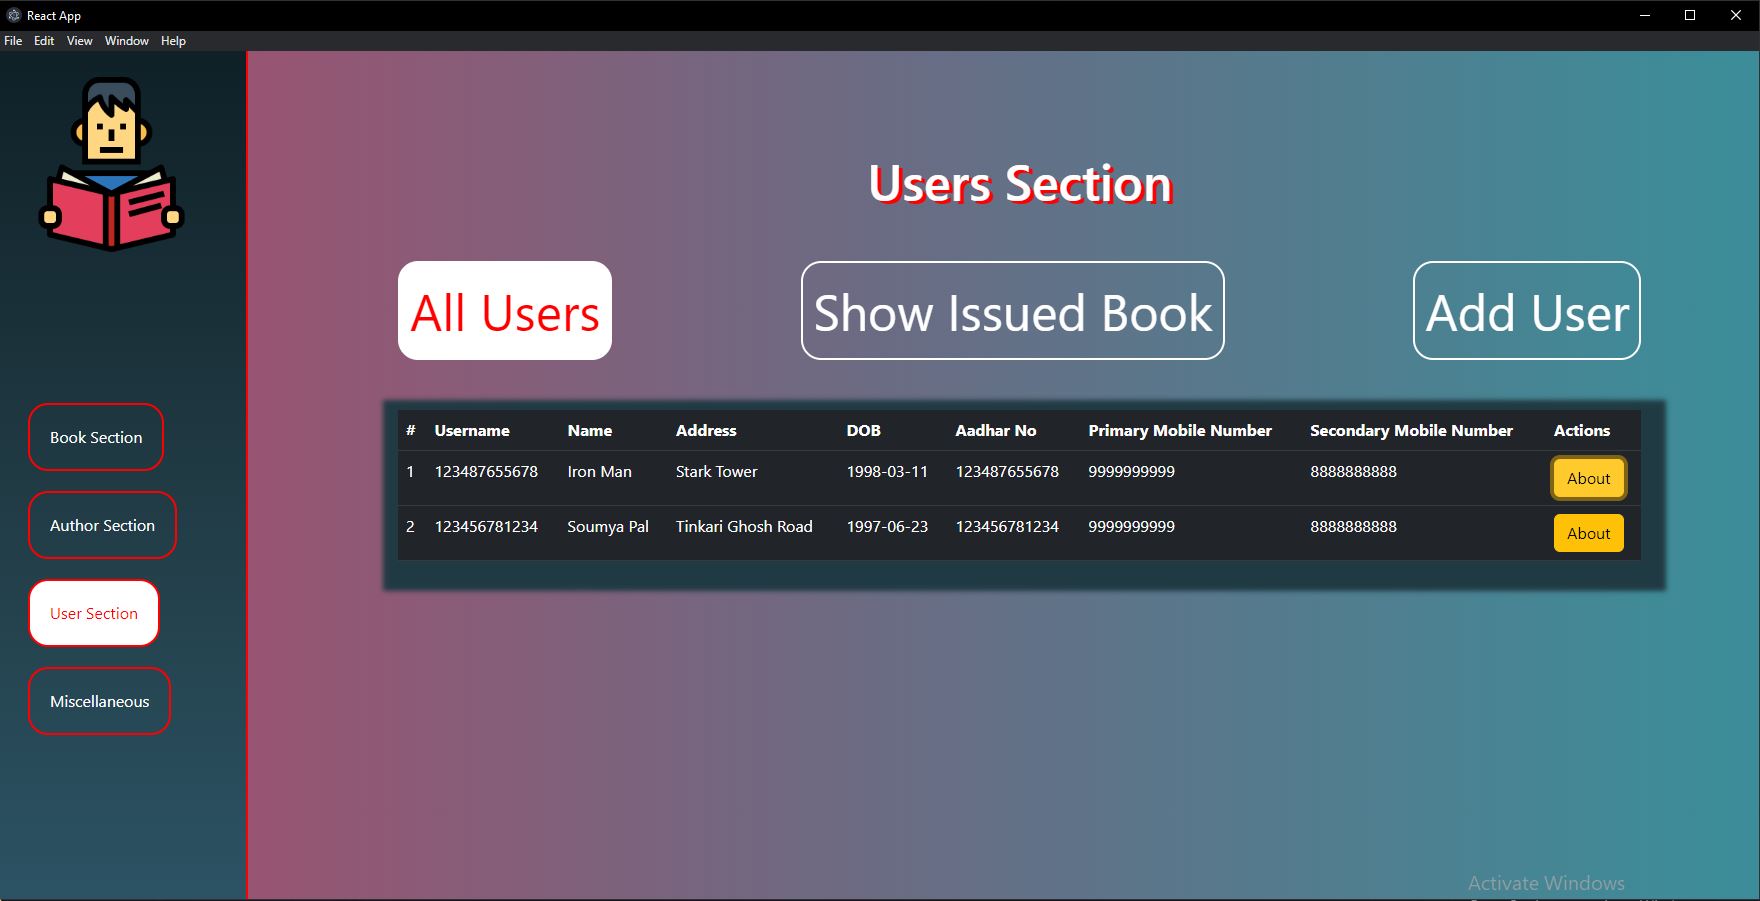 React App
File Edit View Window Help
Users Section
All Users Show Issued Book Add User
# Username Name Address DOB Aadhar No Primary Mobile Number Secondary Mobile Number Actions
1 123487655678 Iron Man Stark Tower 1998-03-11 123487655678 9999999999 8888888888 About
2 123456781234 Soumya Pal Tinkari Ghosh Road 1997-06-23 123456781234 9999999999 8888888888 About
Book Section
Author Section
User Section
Miscellaneous
Activate Windows